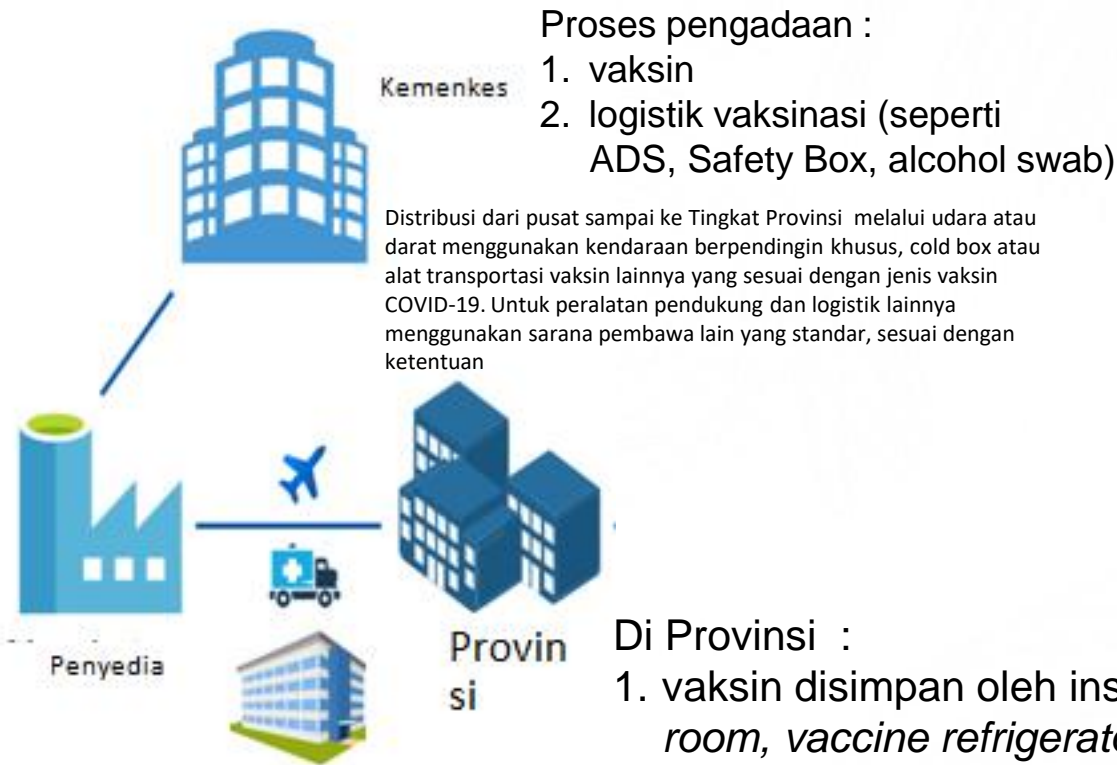 Proses pengadaan :
1. vaksin
2. logistik vaksinasi (seperti
ADS, Safety Box, alcohol swab)
Kemenkes
Distribusi dari pusat sampai ke Tingkat Provinsi melalui udara atau
darat menggunakan kendaraan berpendingin khusus, cold box atau
alat transportasi vaksin lainnya yang sesuai dengan jenis vaksin
COVID-19. Untuk peralatan pendukung dan logistik lainnya
menggunakan sarana pembawa lain yang standar, sesuai dengan
ketentuan
Penyedia
Provin
si
Di Provinsi :
1. vaksin disimpan oleh ins
room, vaccine refrigerat